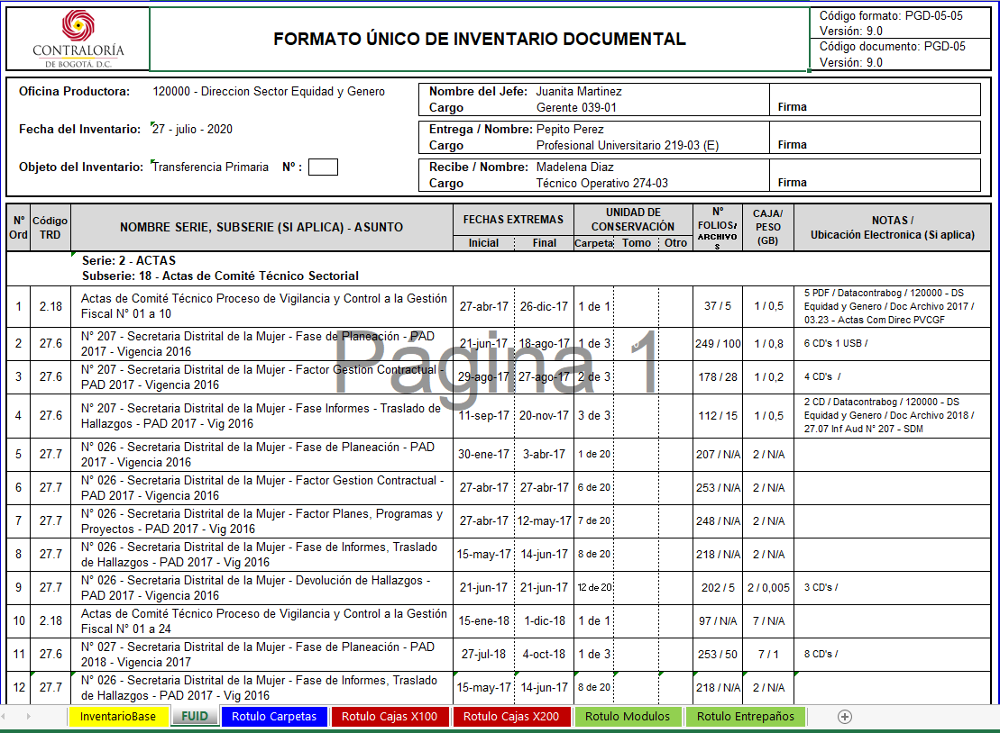 CONTRALORÍA
DE BOGOTÁ, D.C.
FORMATO ÚNICO DE INVENTARIO DOCUMENTAL
Código formato: PGD-05-05
Versión: 9.0
Código documento: PGD-05
Versión: 9.0
Oficina Productora: 120000 - Direccion Sector Equidad y Genero
Fecha del Inventario: 27 - julio - 2020
Objeto del Inventario: Transferencia Primaria Nº :
Nombre del Jefe: Juanita Martinez
Cargo Gerente 039-01 Firma
Entrega / Nombre: Pepito Perez
Cargo Profesional Universitario 219-03 (E) Firma
Recibe / Nombre: Madelena Diaz
Cargo Técnico Operativo 274-03 Firma
Nº Ord
Código TRD
NOMBRE SERIE, SUBSERIE (SI APLICA) - ASUNTO
FECHAS EXTREMAS
Inicial Final
UNIDAD DE CONSERVACIÓN
Carpeta Tomo Otro
Nº FOLIOS/ ARCHIVOS
CAJA/ PESO (GB)
NOTAS /
Ubicación Electronica (Si aplica)
Serie: 2 - ACTAS
Subserie: 18 - Actas de Comité Técnico Sectorial
1 2.18 Actas de Comité Técnico Proceso de Vigilancia y Control a la Gestión
Fiscal N° 01 a 10
27-abr-17 26-dic-17 1 de 1 37 / 5 1 / 0,5
5 PDF / Datacontrabog / 120000 - DS
Equidad y Genero / Doc Archivo 2017 /
03.23 - Actas Com Direc PVCGF
2 27.6 N° 207 - Secretaria Distrital de la Mujer - Fase de Planeación - PAD
2017 - Vigencia 2016
21-jun-17 18-ago-17 1 de 3 249 / 100 1 / 0,8 6 CD's 1 USB /
3 27.6 N° 207 - Secretaria Distrital de la Mujer - Factor Gestion Contractual -
PAD 2017 - Vigencia 2016
29-ago-17 27-ago-17 2 de 3 178 / 28 1 / 0,2 4 CD's /
4 27.6 N° 207 - Secretaria Distrital de la Mujer - Fase Informes - Traslado de
Hallazgos - PAD 2017 - Vig 2016
11-sep-17 20-nov-17 3 de 3 112 / 15 1 / 0,5
2 CD / Datacontrabog / 120000 - DS
Equidad y Genero / Doc Archivo 2018 /
27.07 Inf Aud N° 207 - SDM
5 27.7 N° 026 - Secretaria Distrital de la Mujer - Fase de Planeación - PAD
2017 - Vigencia 2016
30-ene-17 3-abr-17 1 de 20 207 / N/A 2 / N/A
6 27.7 N° 026 - Secretaria Distrital de la Mujer - Factor Gestion Contractual -
PAD 2017 - Vigencia 2016
27-abr-17 27-abr-17 6 de 20 253 / N/A 2 / N/A
7 27.7 N° 026 - Secretaria Distrital de la Mujer - Factor Planes, Programas y
Proyectos - PAD 2017 - Vig 2016
27-abr-17 12-may-17 7 de 20 248 / N/A 2 / N/A
8 27.7 N° 026 - Secretaria Distrital de la Mujer - Fase de Informes, Traslado
de Hallazgos - PAD 2017 - Vig 2016
15-may-17 14-jun-17 8 de 20 218 / N/A 2 / N/A
9 27.7 N° 026 - Secretaria Distrital de la Mujer - Devolución de Hallazgos -
PAD 2017 - Vigencia 2016
21-jun-17 21-jun-17 12 de 20 202 / 5 2 / 0,005 3 CD's /
10 2.18 Actas de Comité Técnico Proceso de Vigilancia y Control a la Gestión
Fiscal N° 01 a 24
15-ene-18 1-dic-18 1 de 1 97 / N/A 7 / N/A
11 27.6 N° 027 - Secretaria Distrital de la Mujer - Fase de Planeación - PAD
2018 - Vigencia 2017
27-jul-18 4-oct-18 1 de 3 253 / 50 7 / 1 8 CD's /
12 27.7 N° 026 - Secretaria Distrital de la Mujer - Fase de Informes, Traslado
de Hallazgos - PAD 2017 - Vig 2016
15-may-17 14-jun-17 8 de 20 218 / N/A 2 / N/A
Página 1
InventarioBase FUID Rotulo Carpetas Rotulo Cajas X100 Rotulo Cajas X200 Rotulo Modulos Rotulo Entrepaños